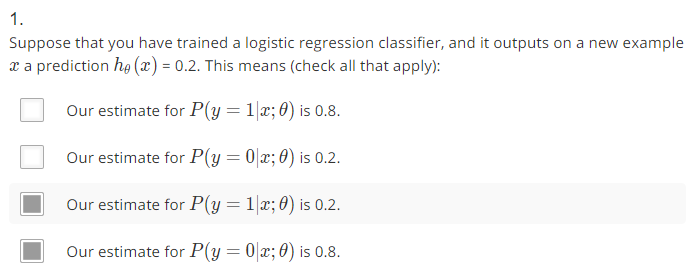 1.
Suppose that you have trained a logistic regression classifier, and it outputs on a new example
x a prediction hθ(x) = 0.2. This means (check all that apply):
Our estimate for P(y = 1|x; θ) is 0.8.
Our estimate for P(y = 0|x; θ) is 0.2.
Our estimate for P(y = 1|x; θ) is 0.2.
Our estimate for P(y = 0|x; θ) is 0.8.